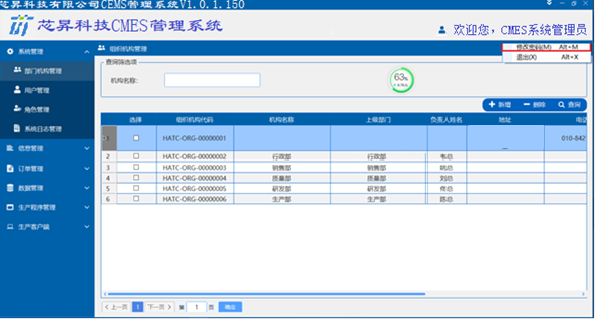 芯昇科技有限公司CEMS管理系统V1.0.1.150
芯昇科技CMES管理系统
欢迎您，CMES系统管理员
系统管理
组织机构管理
修改密码(M) Alt+M
退出(X) Alt+X
部门机构管理
用户管理
角色管理
系统日志管理
信息管理
订单管理
数据管理
生产程序管理
生产客户端
查询筛选项
机构名称:
63%
新增 删除 查询
选择 组织机构代码 机构名称 上级部门 负责人姓名 地址 电话
1 HATC-ORG-00000001 010-842
2 HATC-ORG-00000002 行政部 行政部 韦总
3 HATC-ORG-00000003 销售部 销售部 姚总
4 HATC-ORG-00000004 质量部 质量部 刘总
5 HATC-ORG-00000005 研发部 研发部 佟总
6 HATC-ORG-00000006 生产部 生产部 陈总
上一页 1 下一页 第 1 页 确定